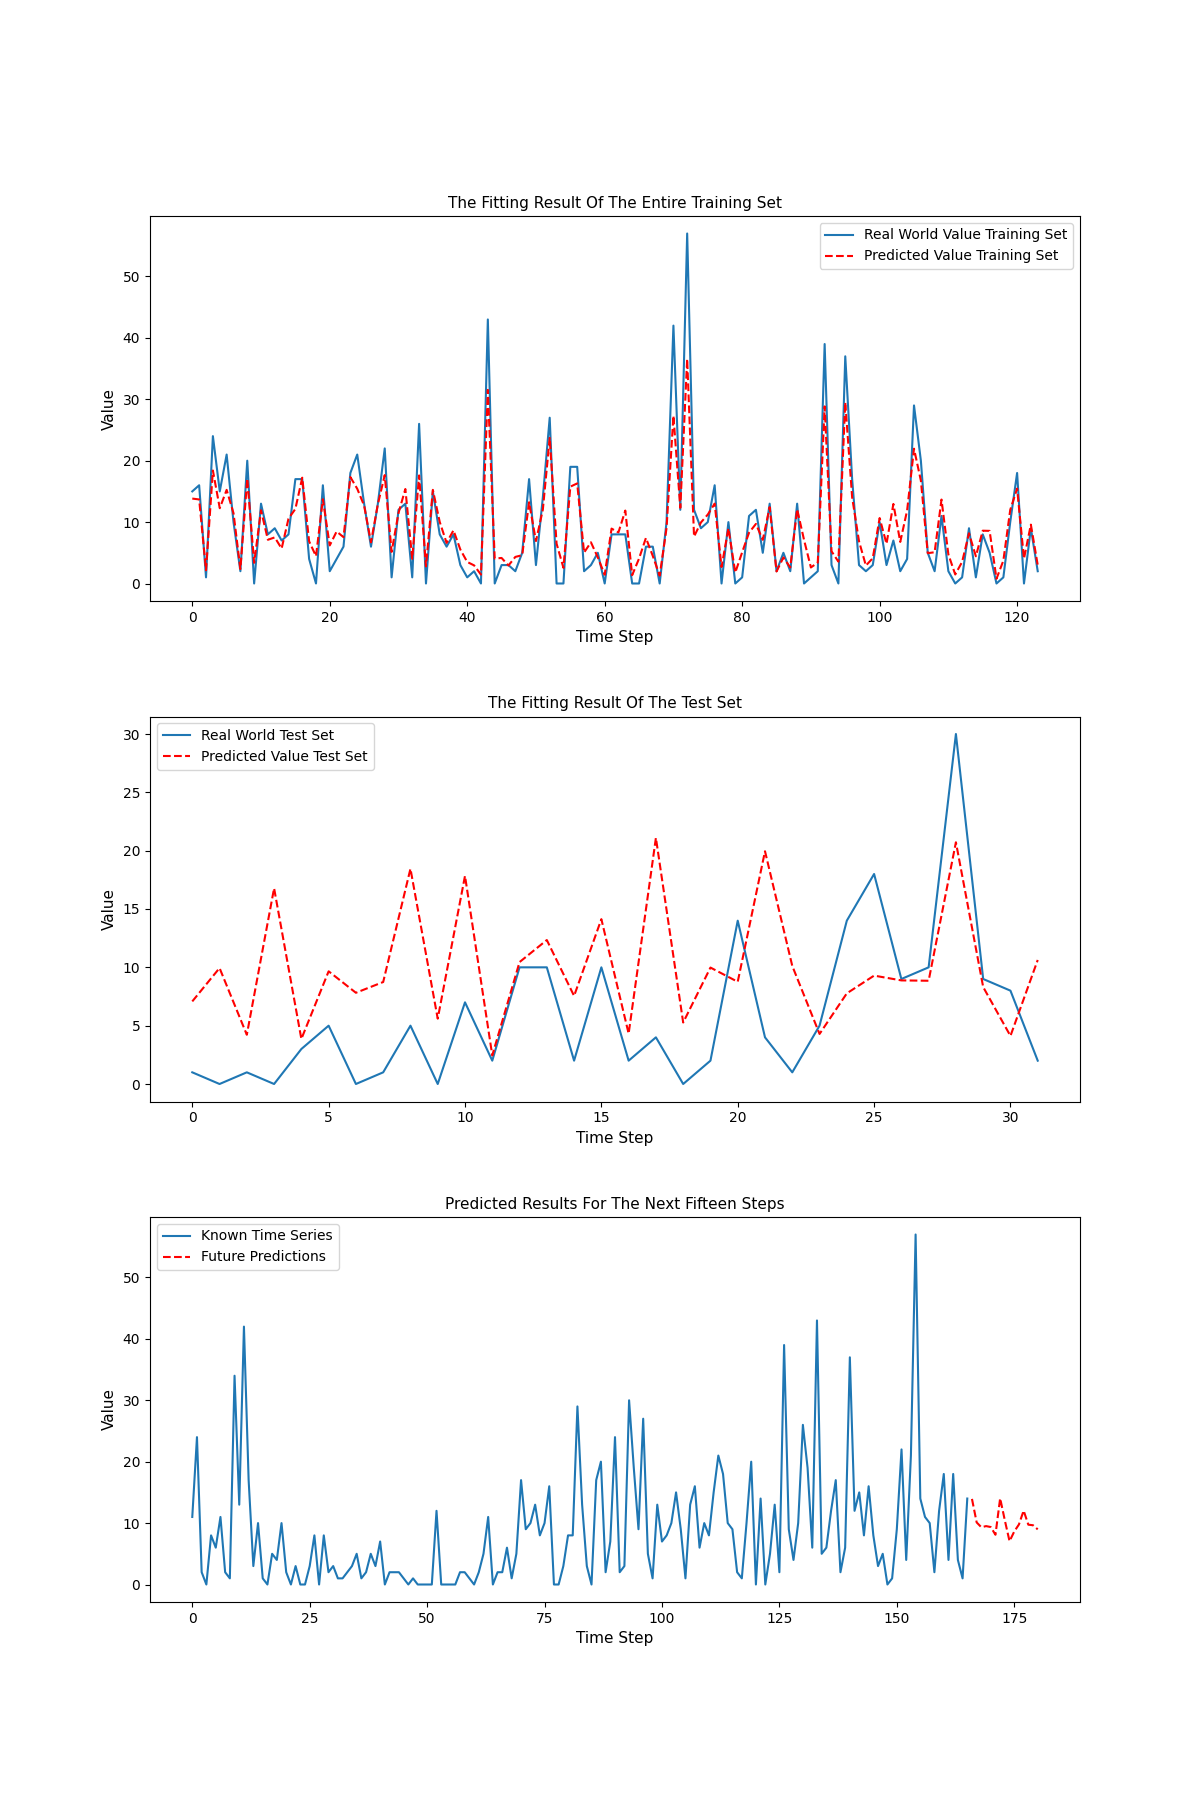 The Fitting Result Of The Entire Training Set
Real World Value Training Set
Predicted Value Training Set
Value
50
40
30
20
10
0
0 20 40 60 80 100 120
Time Step
The Fitting Result Of The Test Set
Real World Test Set
Predicted Value Test Set
Value
30
25
20
15
10
5
0
0 5 10 15 20 25 30
Time Step
Predicted Results For The Next Fifteen Steps
Known Time Series
Future Predictions
Value
50
40
30
20
10
0
0 25 50 75 100 125 150 175
Time Step